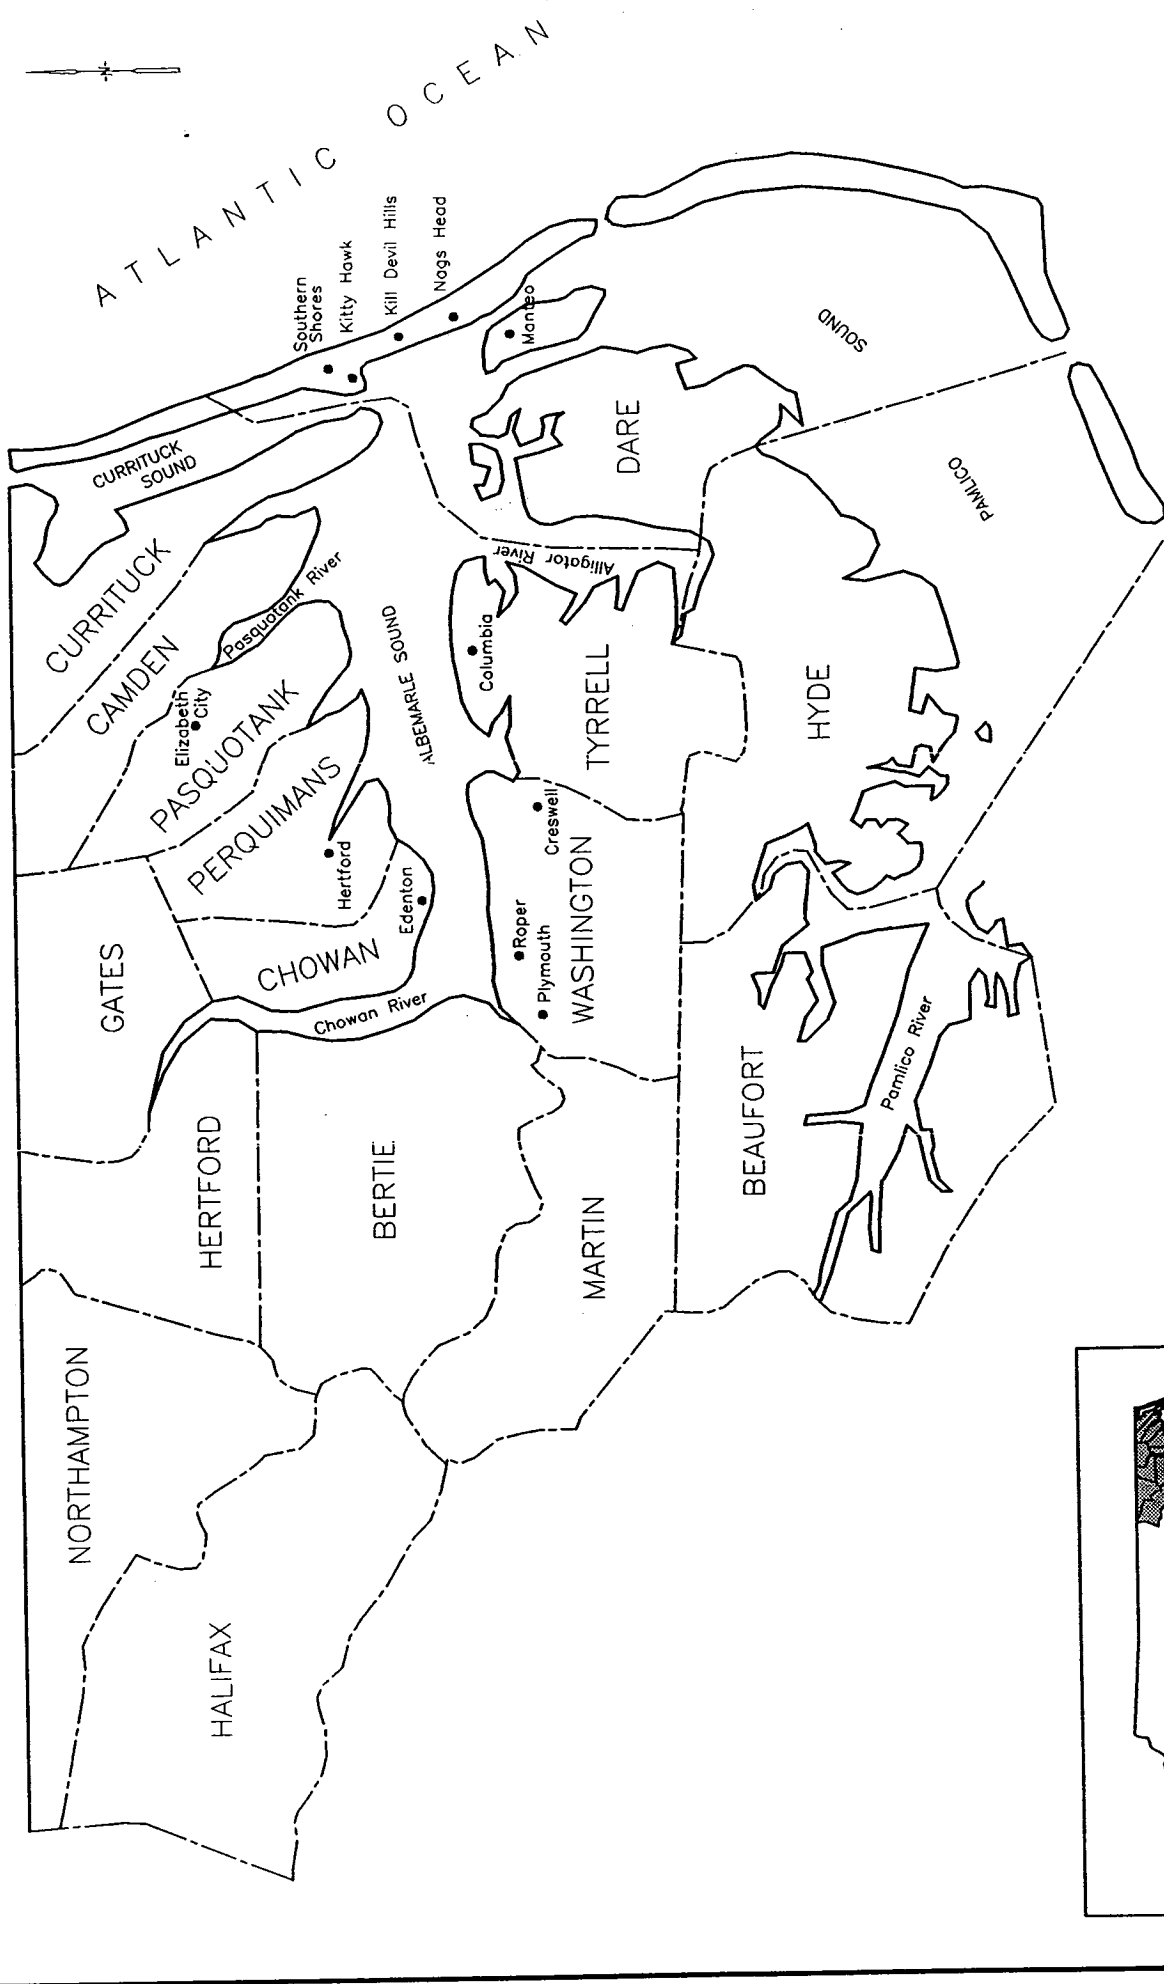 ATLANTIC OCEAN
Southern
Shores
Kitty Hawk
Kill Devil Hills
Nags Head
Manteo
CURRITUCK
SOUND
CURRITUCK
CAMDEN
Pasquotank River
Elizabeth
City
PASQUOTANK
PERQUIMANS
Hertford
ALBEMARLE SOUND
Edenton
CHOWAN
Chowan River
GATES
HERTFORD
BERTIE
NORTHAMPTON
HALIFAX
MARTIN
Plymouth
Roper
Creswell
WASHINGTON
Columbia
TYRRELL
Alligator River
DARE
HYDE
PAMLICO
SOUND
BEAUFORT
Pamlico River
N